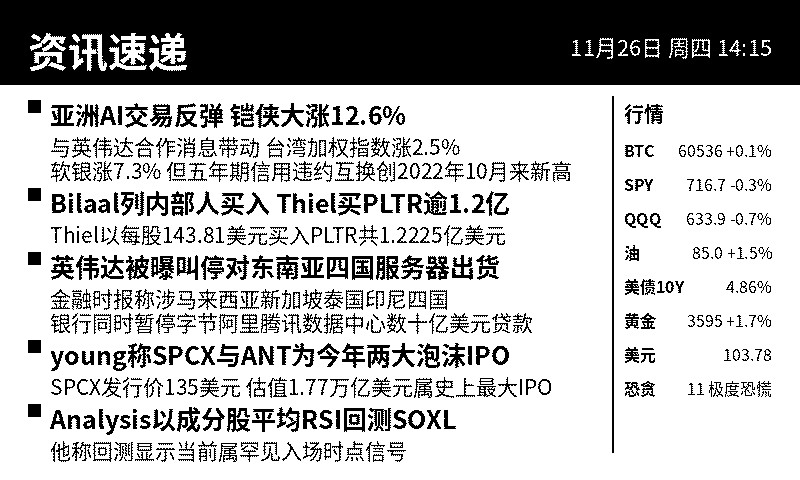 资讯速递
11月26日 周四 14:15
亚洲AI交易反弹 铠侠大涨12.6%
与英伟达合作消息带动 台湾加权指数涨2.5%
软银涨7.3% 但五年期信用违约互换创2022年10月来新高
Bilaal列内部人买入 Thiel买PLTR逾1.2亿
Thiel以每股143.81美元买入PLTR共1.2225亿美元
英伟达被曝叫停对东南亚四国服务器出货
金融时报称涉马来西亚新加坡泰国印尼四国
银行同时暂停字节阿里腾讯数据中心数十亿美元贷款
young称SPCX与ANT为今年两大泡沫IPO
SPCX发行价135美元 估值1.77万亿美元属史上最大IPO
Analysis以成分股平均RSI回测SOXL
他称回测显示当前属罕见入场时点信号
行情
BTC 60536 +0.1%
SPY 716.7 -0.3%
QQQ 633.9 -0.7%
油 85.0 +1.5%
美债10Y 4.86%
黄金 3595 +1.7%
美元 103.78
恐贪 11 极度恐慌